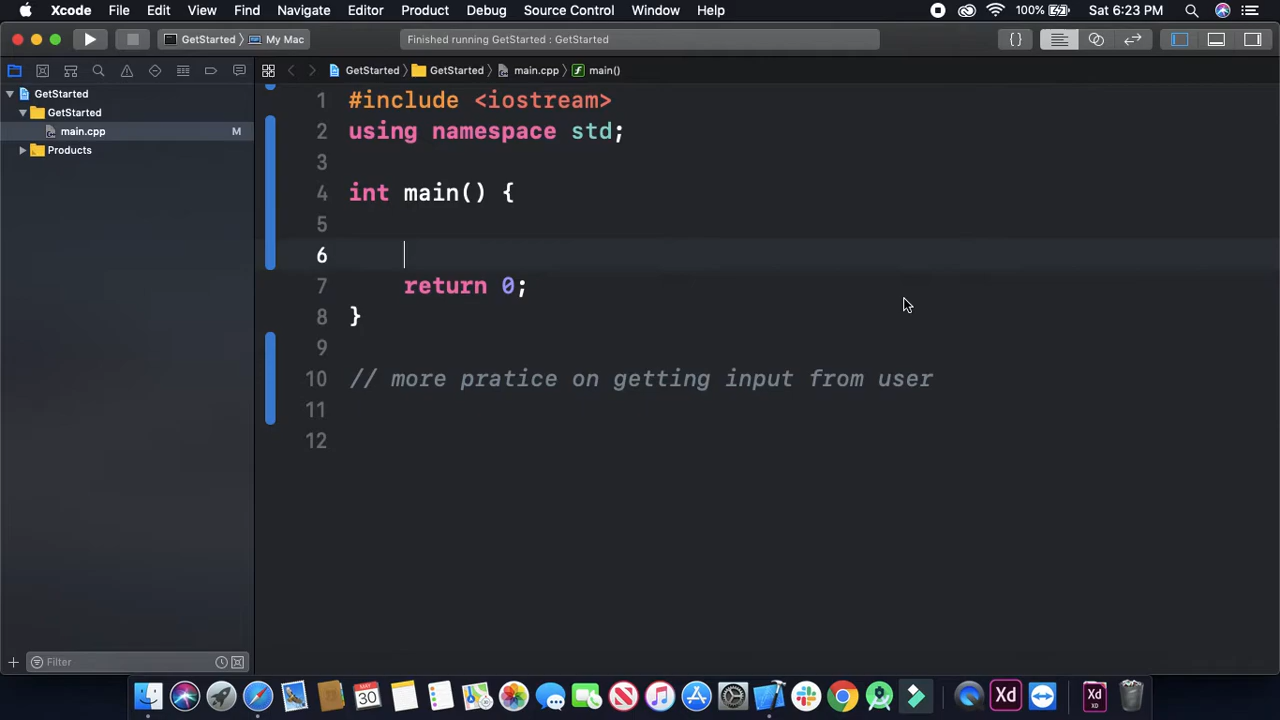 Xcode File Edit View Find Navigate Editor Product Debug Source Control Window Help 100% Sat 6:23 PM
GetStarted 〉 My Mac Finished running GetStarted : GetStarted {}
GetStarted 〉 GetStarted 〉 main.cpp 〉 main()
GetStarted
GetStarted
main.cpp M
Products
1 #include <iostream>
2 using namespace std;
3
4 int main() {
5
6
7 return 0;
8 }
9
10 // more pratice on getting input from user
11
12
Filter
30
Xd
Xd